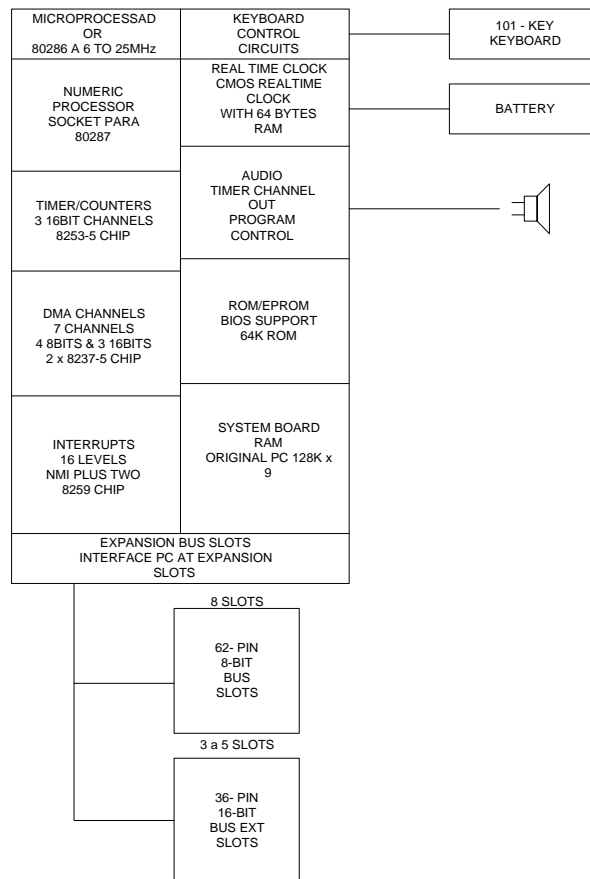 MICROPROCESSAD
OR
80286 A 6 TO 25MHz
KEYBOARD
CONTROL
CIRCUITS
101 - KEY
KEYBOARD
NUMERIC
PROCESSOR
SOCKET PARA
80287
REAL TIME CLOCK
CMOS REALTIME
CLOCK
WITH 64 BYTES
RAM
BATTERY
TIMER/COUNTERS
3 16BIT CHANNELS
8253-5 CHIP
AUDIO
TIMER CHANNEL
OUT
PROGRAM
CONTROL
DMA CHANNELS
7 CHANNELS
4 8BITS & 3 16BITS
2 x 8237-5 CHIP
ROM/EPROM
BIOS SUPPORT
64K ROM
INTERRUPTS
16 LEVELS
NMI PLUS TWO
8259 CHIP
SYSTEM BOARD
RAM
ORIGINAL PC 128K x
9
EXPANSION BUS SLOTS
INTERFACE PC AT EXPANSION
SLOTS
8 SLOTS
62- PIN
8-BIT
BUS
SLOTS
3 a 5 SLOTS
36- PIN
16-BIT
BUS EXT
SLOTS